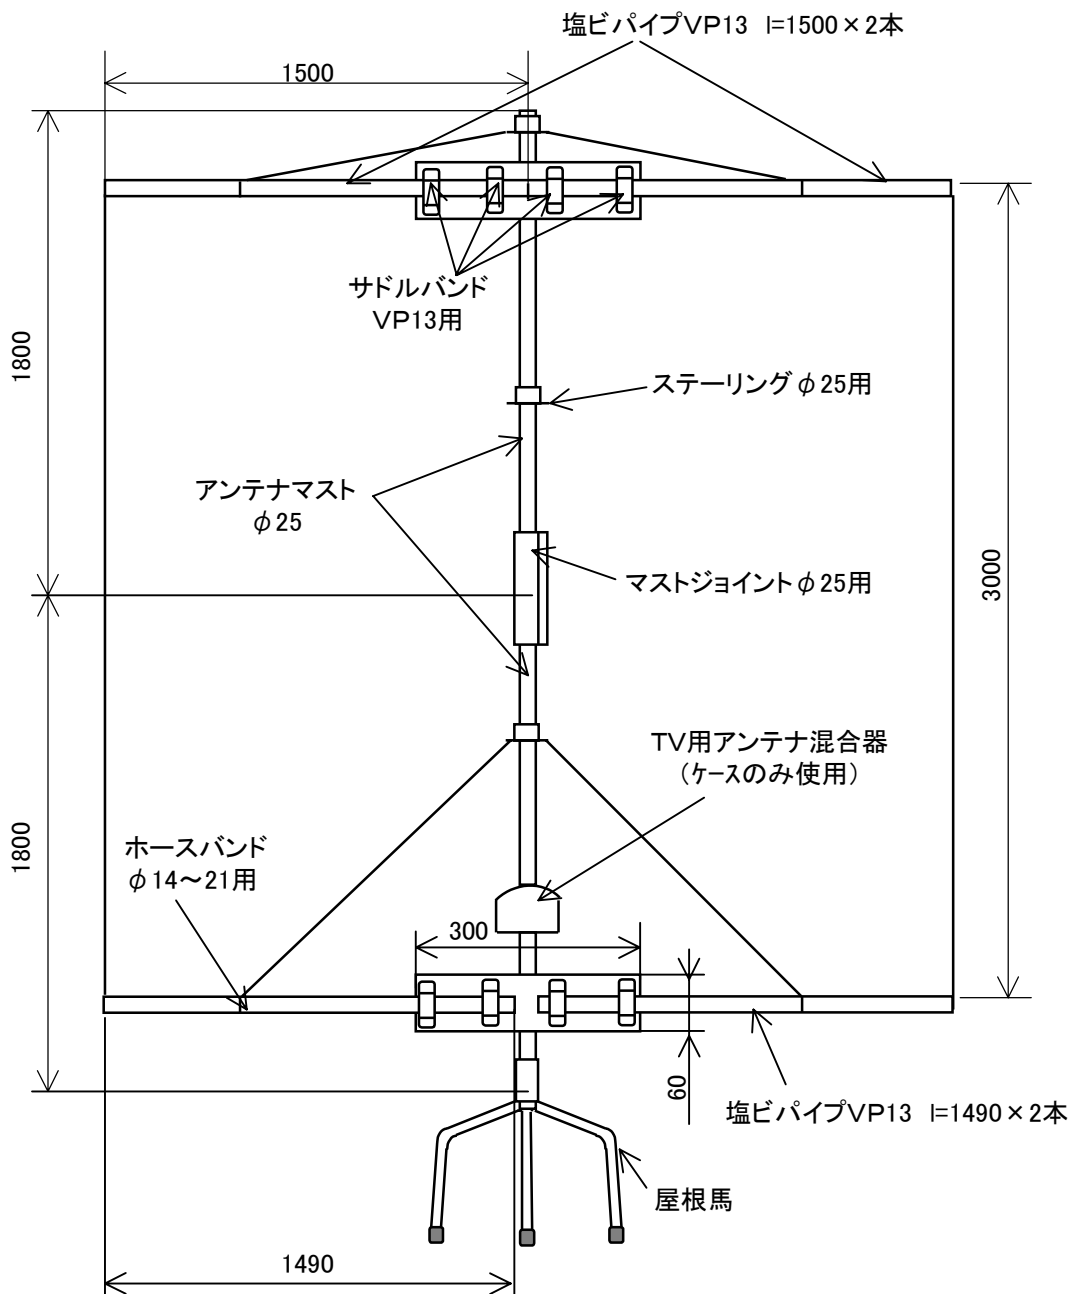 塩ビパイプVP13 l=1500×2本
1500
サドルバンド
VP13用
1800
ステーリングφ25用
アンテナマスト
φ25
マストジョイントφ25用
3000
TV用アンテナ混合器
（ケースのみ使用）
1800
ホースバンド
φ14～21用
300
60
塩ビパイプVP13 l=1490×2本
屋根馬
1490